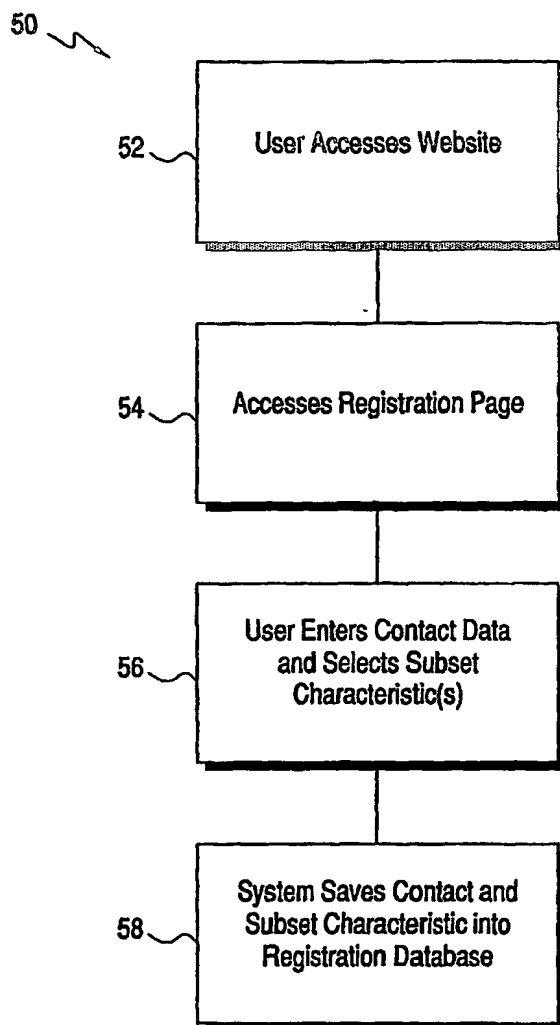 50
52
User Accesses Website
54
Accesses Registration Page
56
User Enters Contact Data
and Selects Subset
Characteristic(s)
58
System Saves Contact and
Subset Characteristic into
Registration Database